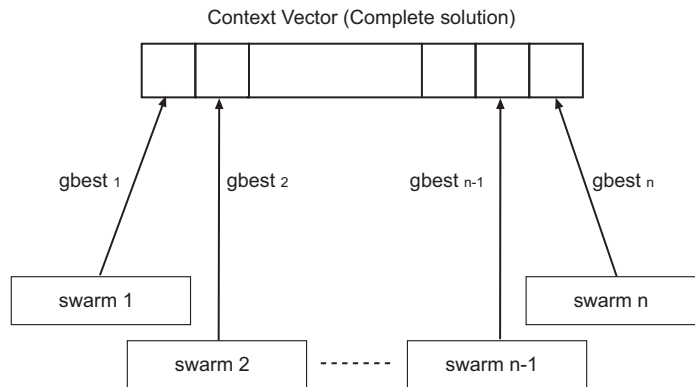 Context Vector (Complete solution)
gbest 1
gbest 2
gbest n-1
gbest n
swarm 1
swarm n
swarm 2
swarm n-1